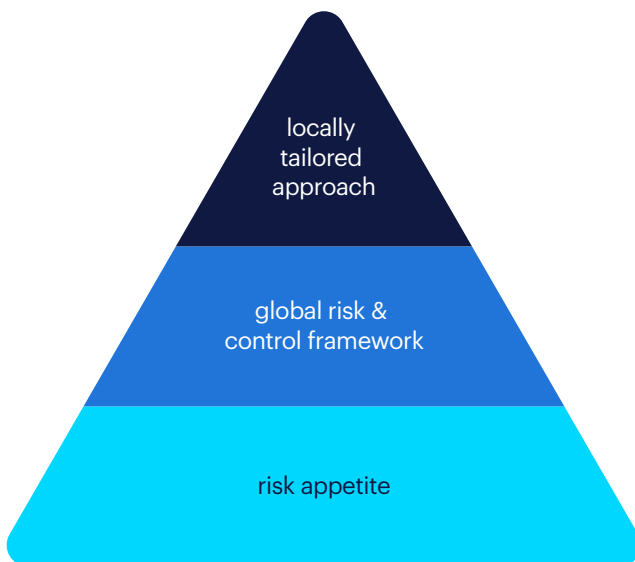 locally
tailored
approach
global risk &
control framework
risk appetite